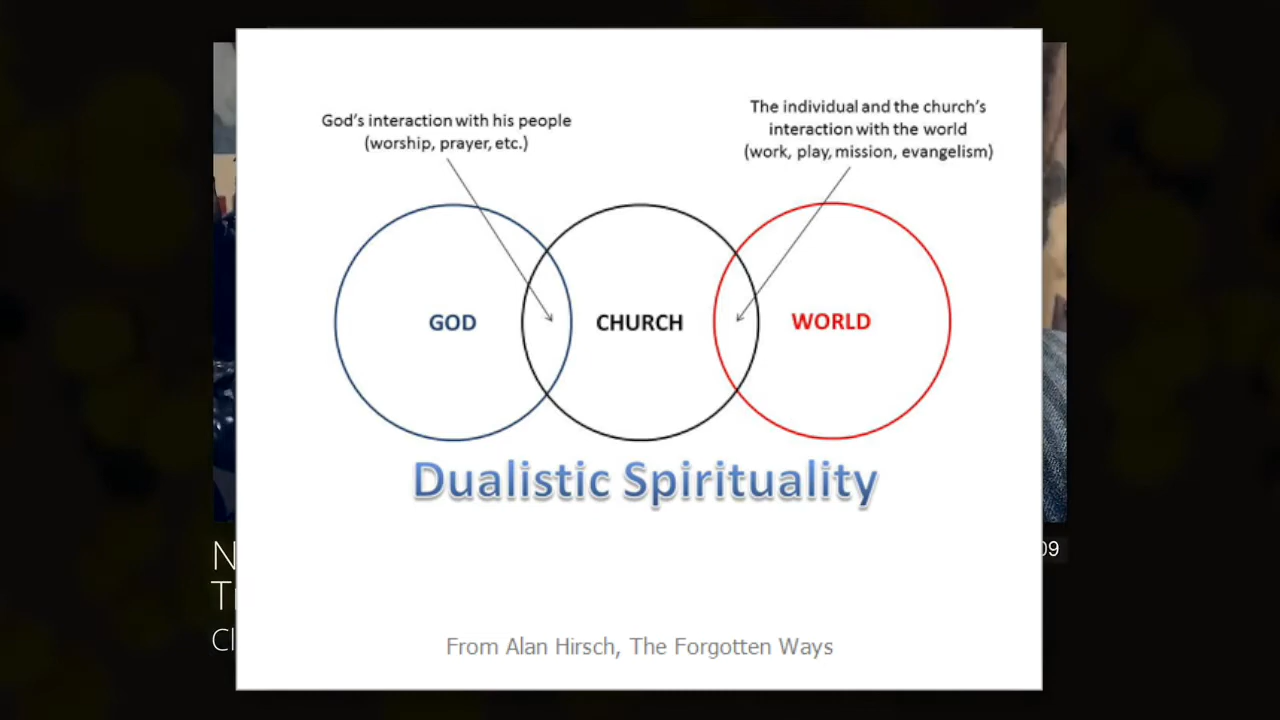 God's interaction with his people
(worship, prayer, etc.)
The individual and the church's
interaction with the world
(work, play, mission, evangelism)
GOD
CHURCH
WORLD
Dualistic Spirituality
From Alan Hirsch, The Forgotten Ways